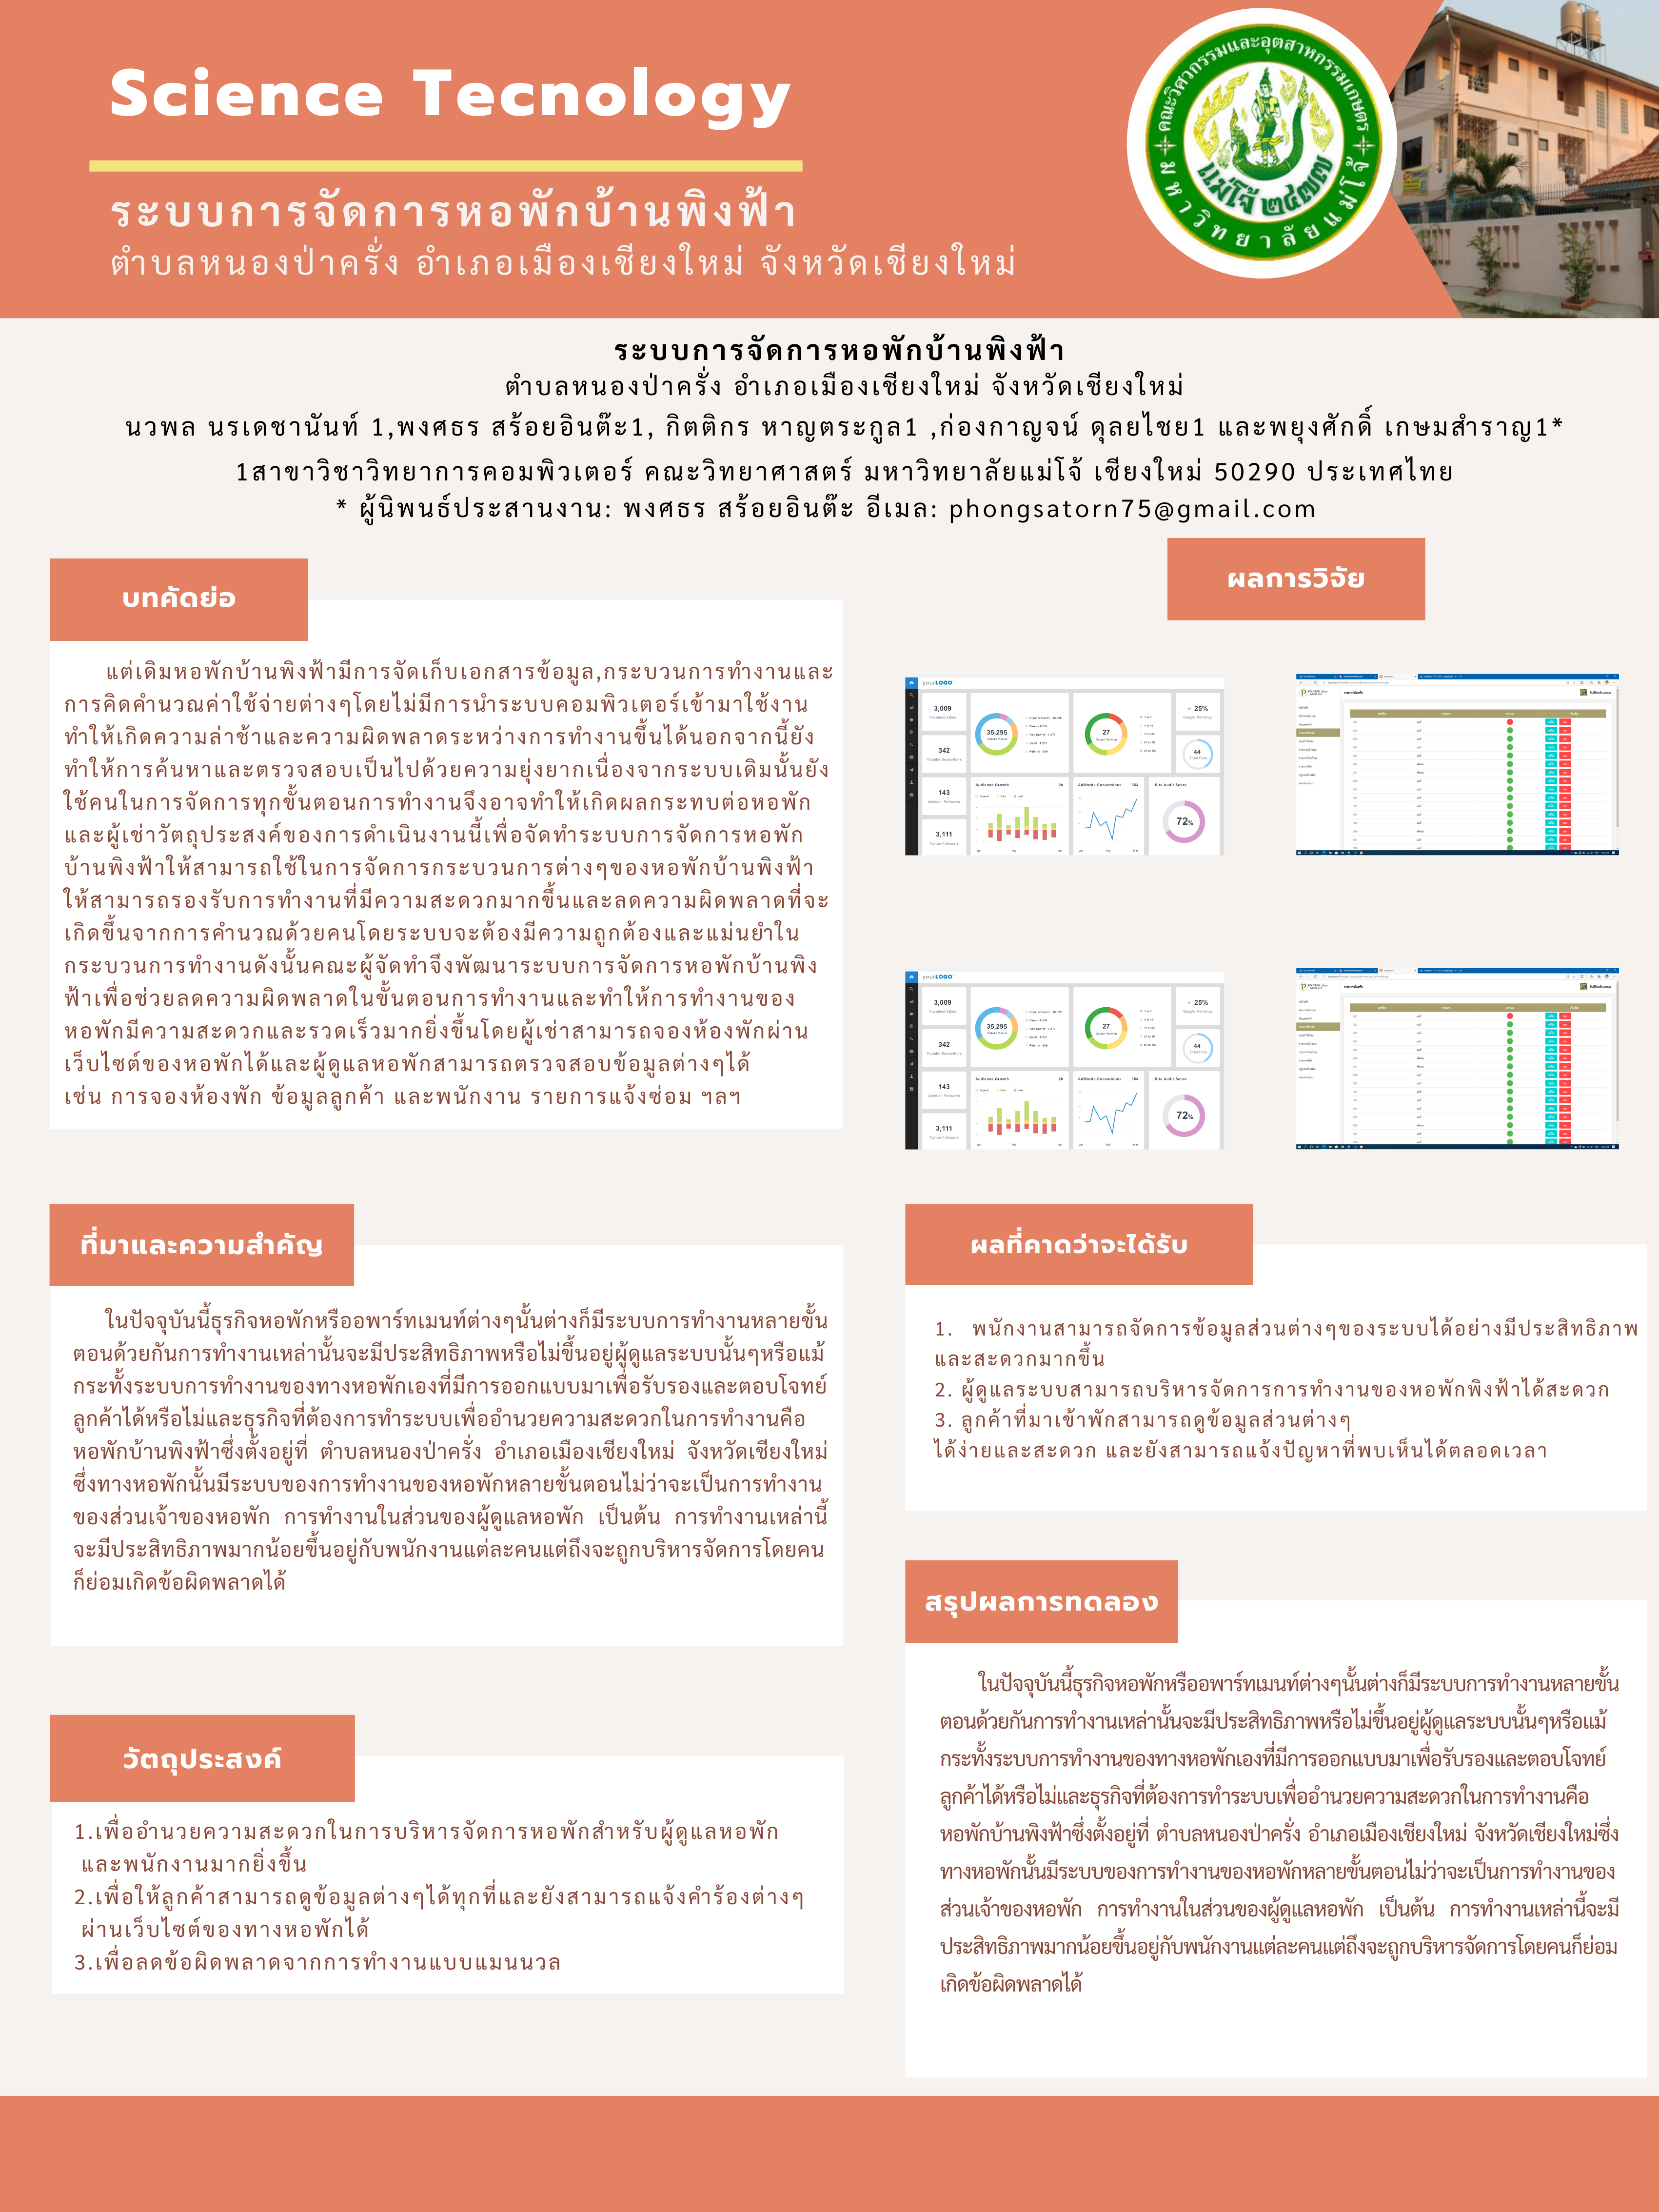 Science Tecnology
ระบบการจัดการหอพักบ้านพิงฟ้า
ตำบลหนองป่าครั่ง อำเภอเมืองเชียงใหม่ จังหวัดเชียงใหม่
คณะวิศวกรรมและอุตสาหกรรมเกษตร
แม่โจ้ ๒๔๗๗
มหาวิทยาลัยแม่โจ้
ระบบการจัดการหอพักบ้านพิงฟ้า
ตำบลหนองป่าครั่ง อำเภอเมืองเชียงใหม่ จังหวัดเชียงใหม่
นวพล นรเดชานันท์ 1,พงศธร สร้อยอินต๊ะ1, กิตติกร หาญตระกูล1 ,ก่องกาญจน์ ดุลยไชย1 และพยุงศักดิ์ เกษมสำราญ1*
1สาขาวิชาวิทยาการคอมพิวเตอร์ คณะวิทยาศาสตร์ มหาวิทยาลัยแม่โจ้ เชียงใหม่ 50290 ประเทศไทย
* ผู้นิพนธ์ประสานงาน: พงศธร สร้อยอินต๊ะ อีเมล: phongsatorn75@gmail.com
บทคัดย่อ
แต่เดิมหอพักบ้านพิงฟ้ามีการจัดเก็บเอกสารข้อมูล,กระบวนการทำงานและ
การคิดคำนวณค่าใช้จ่ายต่างๆโดยไม่มีการนำระบบคอมพิวเตอร์เข้ามาใช้งาน
ทำให้เกิดความล่าช้าและความผิดพลาดระหว่างการทำงานขึ้นได้นอกจากนี้ยัง
ทำให้การค้นหาและตรวจสอบเป็นไปด้วยความยุ่งยากเนื่องจากระบบเดิมนั้นยัง
ใช้คนในการจัดการทุกขั้นตอนการทำงานจึงอาจทำให้เกิดผลกระทบต่อหอพัก
และผู้เช่าวัตถุประสงค์ของการดำเนินงานนี้เพื่อจัดทำระบบการจัดการหอพัก
บ้านพิงฟ้าให้สามารถใช้ในการจัดการกระบวนการต่างๆของหอพักบ้านพิงฟ้า
ให้สามารถรองรับการทำงานที่มีความสะดวกมากขึ้นและลดความผิดพลาดที่จะ
เกิดขึ้นจากการคำนวณด้วยคนโดยระบบจะต้องมีความถูกต้องและแม่นยำใน
กระบวนการทำงานดังนั้นคณะผู้จัดทำจึงพัฒนาระบบการจัดการหอพักบ้านพิง
ฟ้าเพื่อช่วยลดความผิดพลาดในขั้นตอนการทำงานและทำให้การทำงานของ
หอพักมีความสะดวกและรวดเร็วมากยิ่งขึ้นโดยผู้เช่าสามารถจองห้องพักผ่าน
เว็บไซต์ของหอพักได้และผู้ดูแลหอพักสามารถตรวจสอบข้อมูลต่างๆได้
เช่น การจองห้องพัก ข้อมูลลูกค้า และพนักงาน รายการแจ้งซ่อม ฯลฯ
ที่มาและความสำคัญ
ในปัจจุบันนี้ธุรกิจหอพักหรืออพาร์ทเมนท์ต่างๆนั้นต่างก็มีระบบการทำงานหลายขั้น
ตอนด้วยกันการทำงานเหล่านั้นจะมีประสิทธิภาพหรือไม่ขึ้นอยู่ผู้ดูแลระบบนั้นๆหรือแม้
กระทั้งระบบการทำงานของทางหอพักเองที่มีการออกแบบมาเพื่อรับรองและตอบโจทย์
ลูกค้าได้หรือไม่และธุรกิจที่ต้องการทำระบบเพื่ออำนวยความสะดวกในการทำงานคือ
หอพักบ้านพิงฟ้าซึ่งตั้งอยู่ที่ ตำบลหนองป่าครั่ง อำเภอเมืองเชียงใหม่ จังหวัดเชียงใหม่
ซึ่งทางหอพักนั้นมีระบบของการทำงานของหอพักหลายขั้นตอนไม่ว่าจะเป็นการทำงาน
ของส่วนเจ้าของหอพัก การทำงานในส่วนของผู้ดูแลหอพัก เป็นต้น การทำงานเหล่านี้
จะมีประสิทธิภาพมากน้อยขึ้นอยู่กับพนักงานแต่ละคนแต่ถึงจะถูกบริหารจัดการโดยคน
ก็ย่อมเกิดข้อผิดพลาดได้
วัตถุประสงค์
1.เพื่ออำนวยความสะดวกในการบริหารจัดการหอพักสำหรับผู้ดูแลหอพัก
และพนักงานมากยิ่งขึ้น
2.เพื่อให้ลูกค้าสามารถดูข้อมูลต่างๆได้ทุกที่และยังสามารถแจ้งคำร้องต่างๆ
ผ่านเว็บไซต์ของทางหอพักได้
3.เพื่อลดข้อผิดพลาดจากการทำงานแบบแมนนวล
ผลการวิจัย
yourLOGO
3,009
Facebook Likes
342
Youtube Subscribers
143
LinkedIn Followers
3,111
Twitter Followers
35,295
27
25%
Google Rankings
44
Trust Flow
Audience Growth
AdWords Conversions
Site Audit Score
72%
yourLOGO
3,009
Facebook Likes
342
Youtube Subscribers
143
LinkedIn Followers
3,111
Twitter Followers
35,295
27
25%
Google Rankings
44
Trust Flow
Audience Growth
AdWords Conversions
Site Audit Score
72%
ผลที่คาดว่าจะได้รับ
1. พนักงานสามารถจัดการข้อมูลส่วนต่างๆของระบบได้อย่างมีประสิทธิภาพ
และสะดวกมากขึ้น
2. ผู้ดูแลระบบสามารถบริหารจัดการการทำงานของหอพักพิงฟ้าได้สะดวก
3. ลูกค้าที่มาเข้าพักสามารถดูข้อมูลส่วนต่างๆ
ได้ง่ายและสะดวก และยังสามารถแจ้งปัญหาที่พบเห็นได้ตลอดเวลา
สรุปผลการทดลอง
ในปัจจุบันนี้ธุรกิจหอพักหรืออพาร์ทเมนท์ต่างๆนั้นต่างก็มีระบบการทำงานหลายขั้น
ตอนด้วยกันการทำงานเหล่านั้นจะมีประสิทธิภาพหรือไม่ขึ้นอยู่ผู้ดูแลระบบนั้นๆหรือแม้
กระทั้งระบบการทำงานของทางหอพักเองที่มีการออกแบบมาเพื่อรับรองและตอบโจทย์
ลูกค้าได้หรือไม่และธุรกิจที่ต้องการทำระบบเพื่ออำนวยความสะดวกในการทำงานคือ
หอพักบ้านพิงฟ้าซึ่งตั้งอยู่ที่ ตำบลหนองป่าครั่ง อำเภอเมืองเชียงใหม่ จังหวัดเชียงใหม่ซึ่ง
ทางหอพักนั้นมีระบบของการทำงานของหอพักหลายขั้นตอนไม่ว่าจะเป็นการทำงานของ
ส่วนเจ้าของหอพัก การทำงานในส่วนของผู้ดูแลหอพัก เป็นต้น การทำงานเหล่านี้จะมี
ประสิทธิภาพมากน้อยขึ้นอยู่กับพนักงานแต่ละคนแต่ถึงจะถูกบริหารจัดการโดยคนก็ย่อม
เกิดข้อผิดพลาดได้